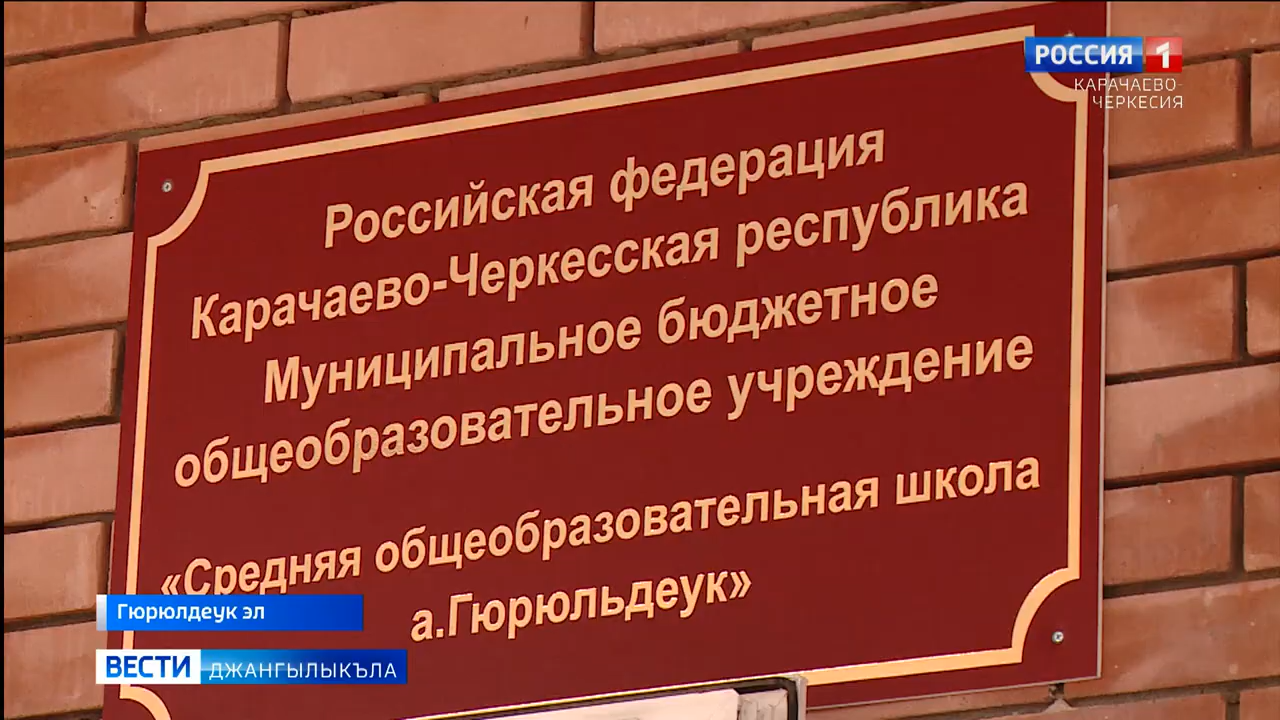 РОССИЯ 1
КАРАЧАЕВО-
ЧЕРКЕСИЯ
Российская федерация
Карачаево-Черкесская республика
Муниципальное бюджетное
общеобразовательное учреждение
«Средняя общеобразовательная школа
а.Гюрюльдеук»
Гюрюлдеук эл
ВЕСТИ ДЖАНГЫЛЫКЪЛА